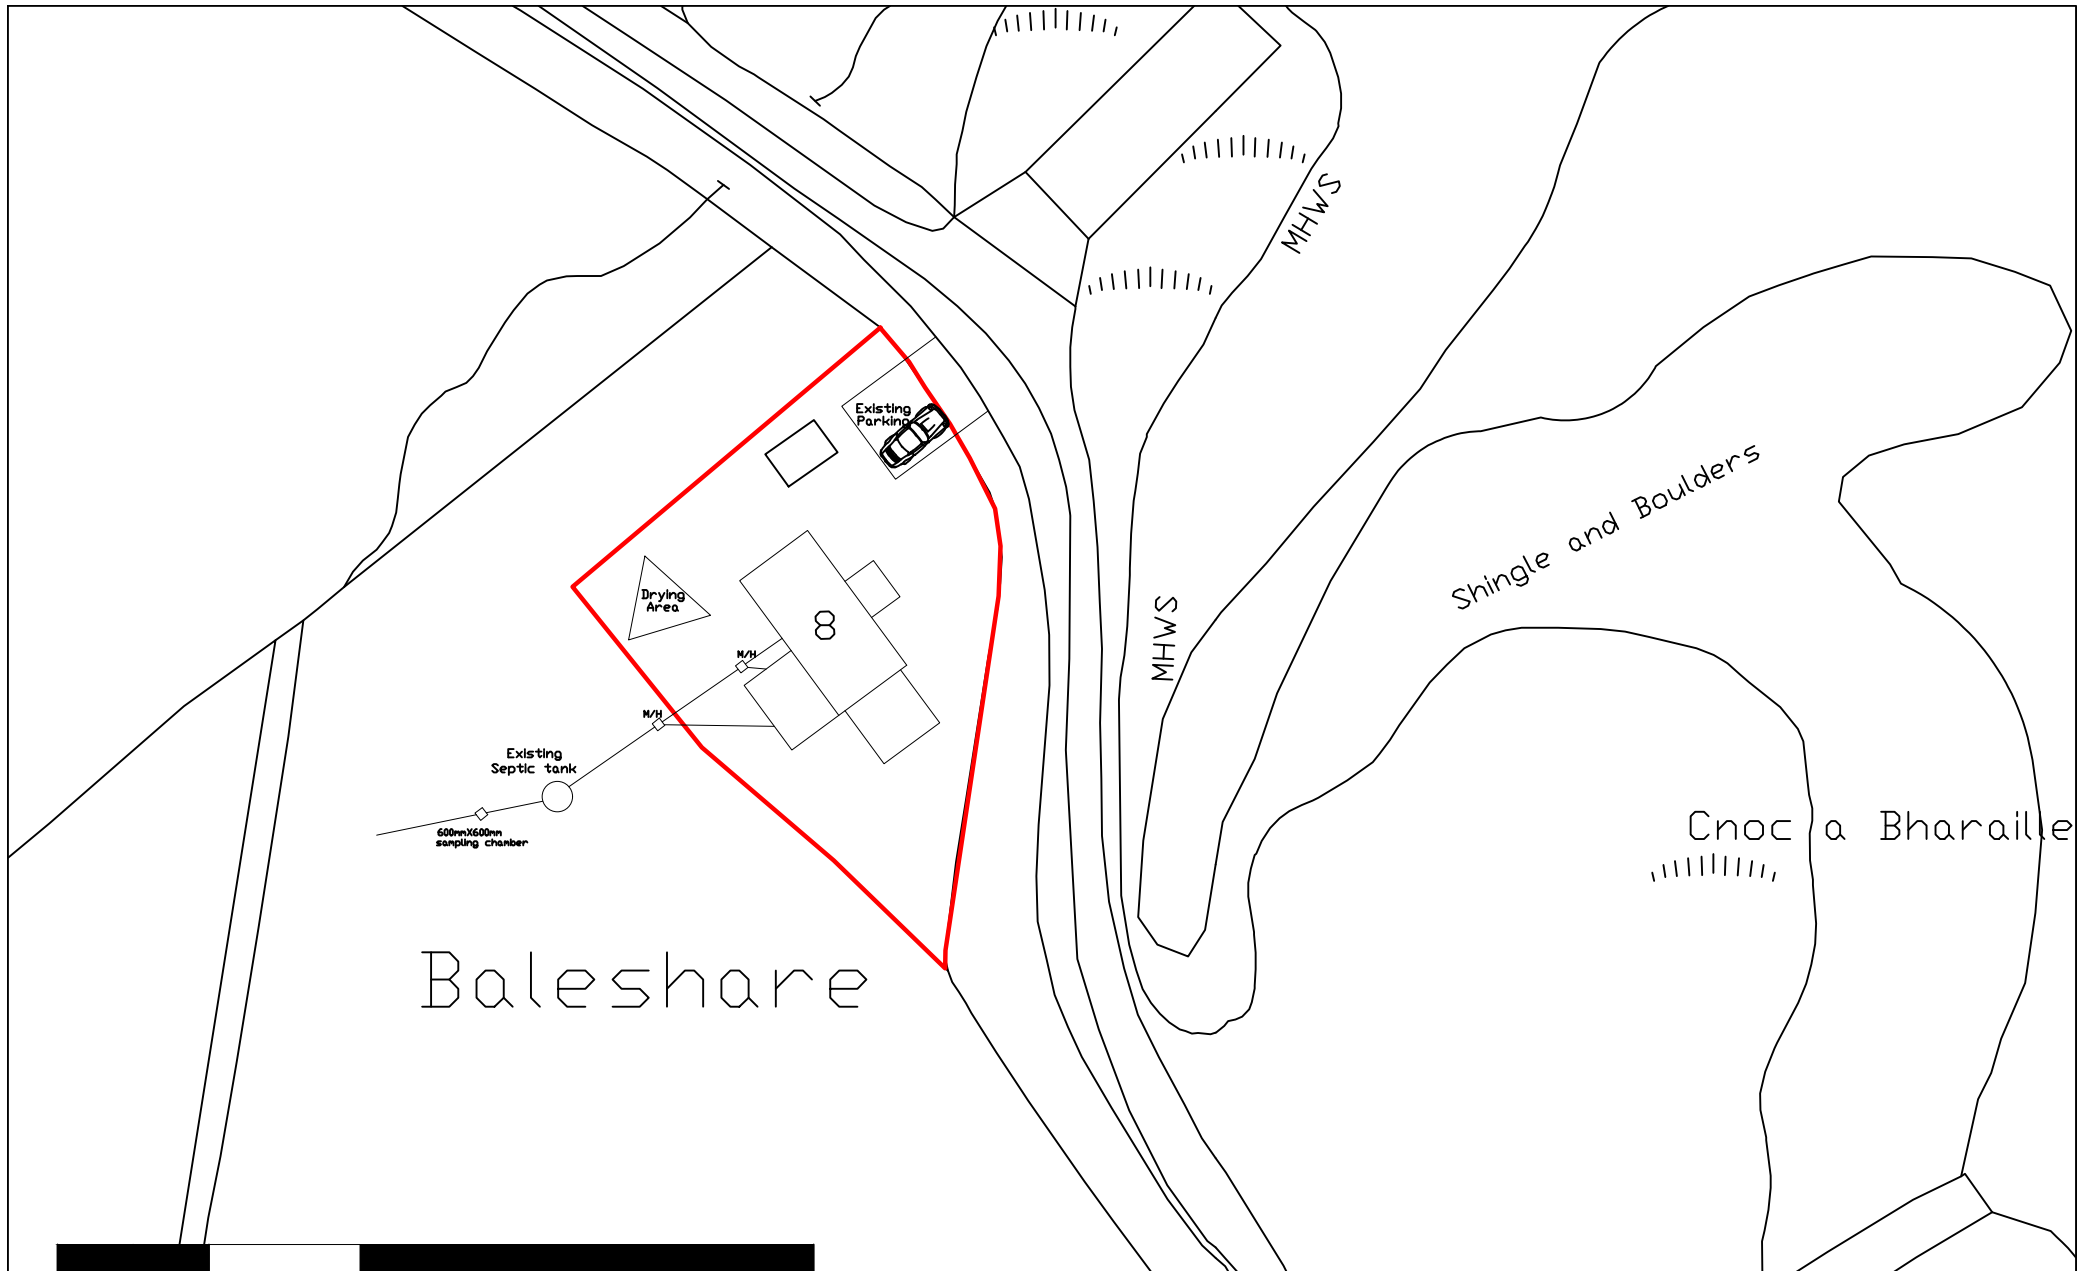 MHWS
Existing
Parking
Shingle and Boulders
Drying
Area
8
MHWS
M/H
M/H
Existing
Septic tank
600mmX600mm
sampling chamber
Cnoc a Bharaille
Baleshare